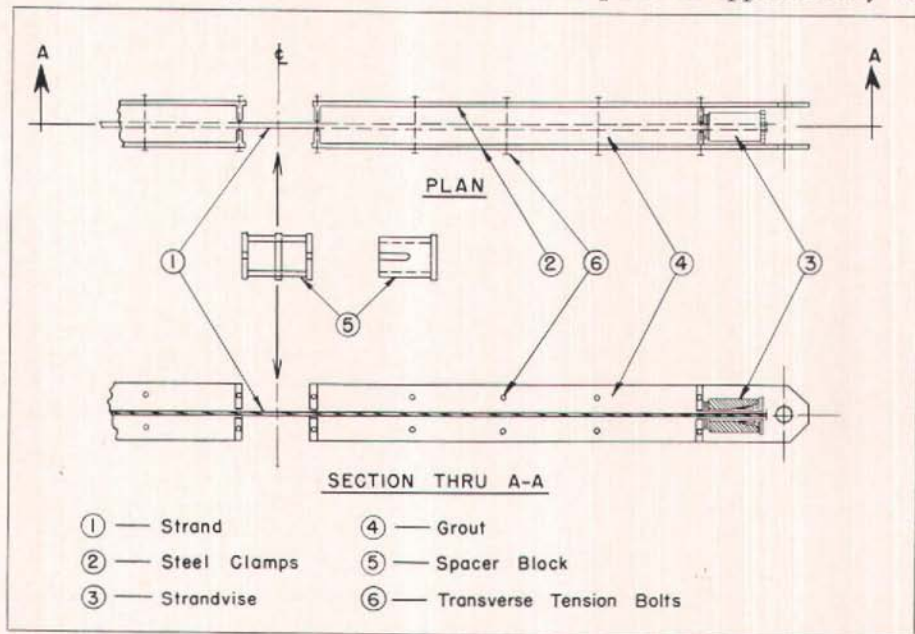 A ℄ A
PLAN
① ⑤ ② ⑥ ④ ③
SECTION THRU A-A
① — Strand
② — Steel Clamps
③ — Strandvise
④ — Grout
⑤ — Spacer Block
⑥ — Transverse Tension Bolts